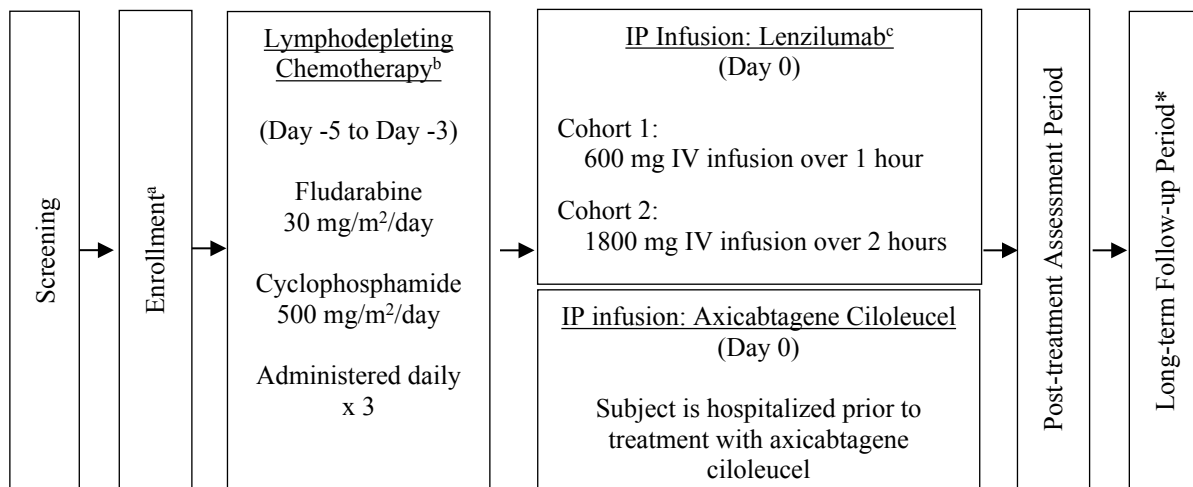 Screening
Enrollmentᵃ
Lymphodepleting
Chemotherapyᵇ
(Day -5 to Day -3)
Fludarabine
30 mg/m²/day
Cyclophosphamide
500 mg/m²/day
Administered daily
x 3
IP Infusion: Lenzilumabᶜ
(Day 0)
Cohort 1:
600 mg IV infusion over 1 hour
Cohort 2:
1800 mg IV infusion over 2 hours
IP infusion: Axicabtagene Ciloleucel
(Day 0)
Subject is hospitalized prior to
treatment with axicabtagene
ciloleucel
Post-treatment Assessment Period
Long-term Follow-up Period*